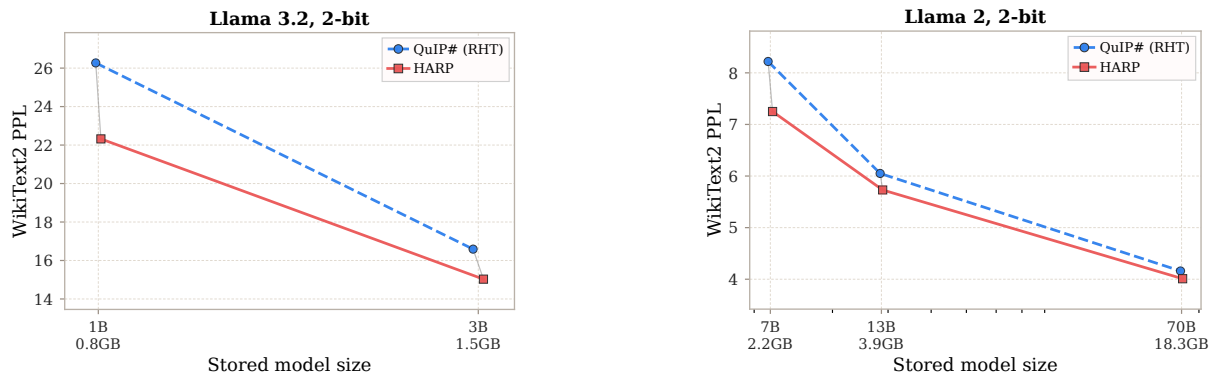 Llama 3.2, 2-bit
WikiText2 PPL
26
24
22
20
18
16
14
QuIP# (RHT)
HARP
1B
0.8GB
3B
1.5GB
Stored model size
Llama 2, 2-bit
WikiText2 PPL
8
7
6
5
4
QuIP# (RHT)
HARP
7B
2.2GB
13B
3.9GB
70B
18.3GB
Stored model size